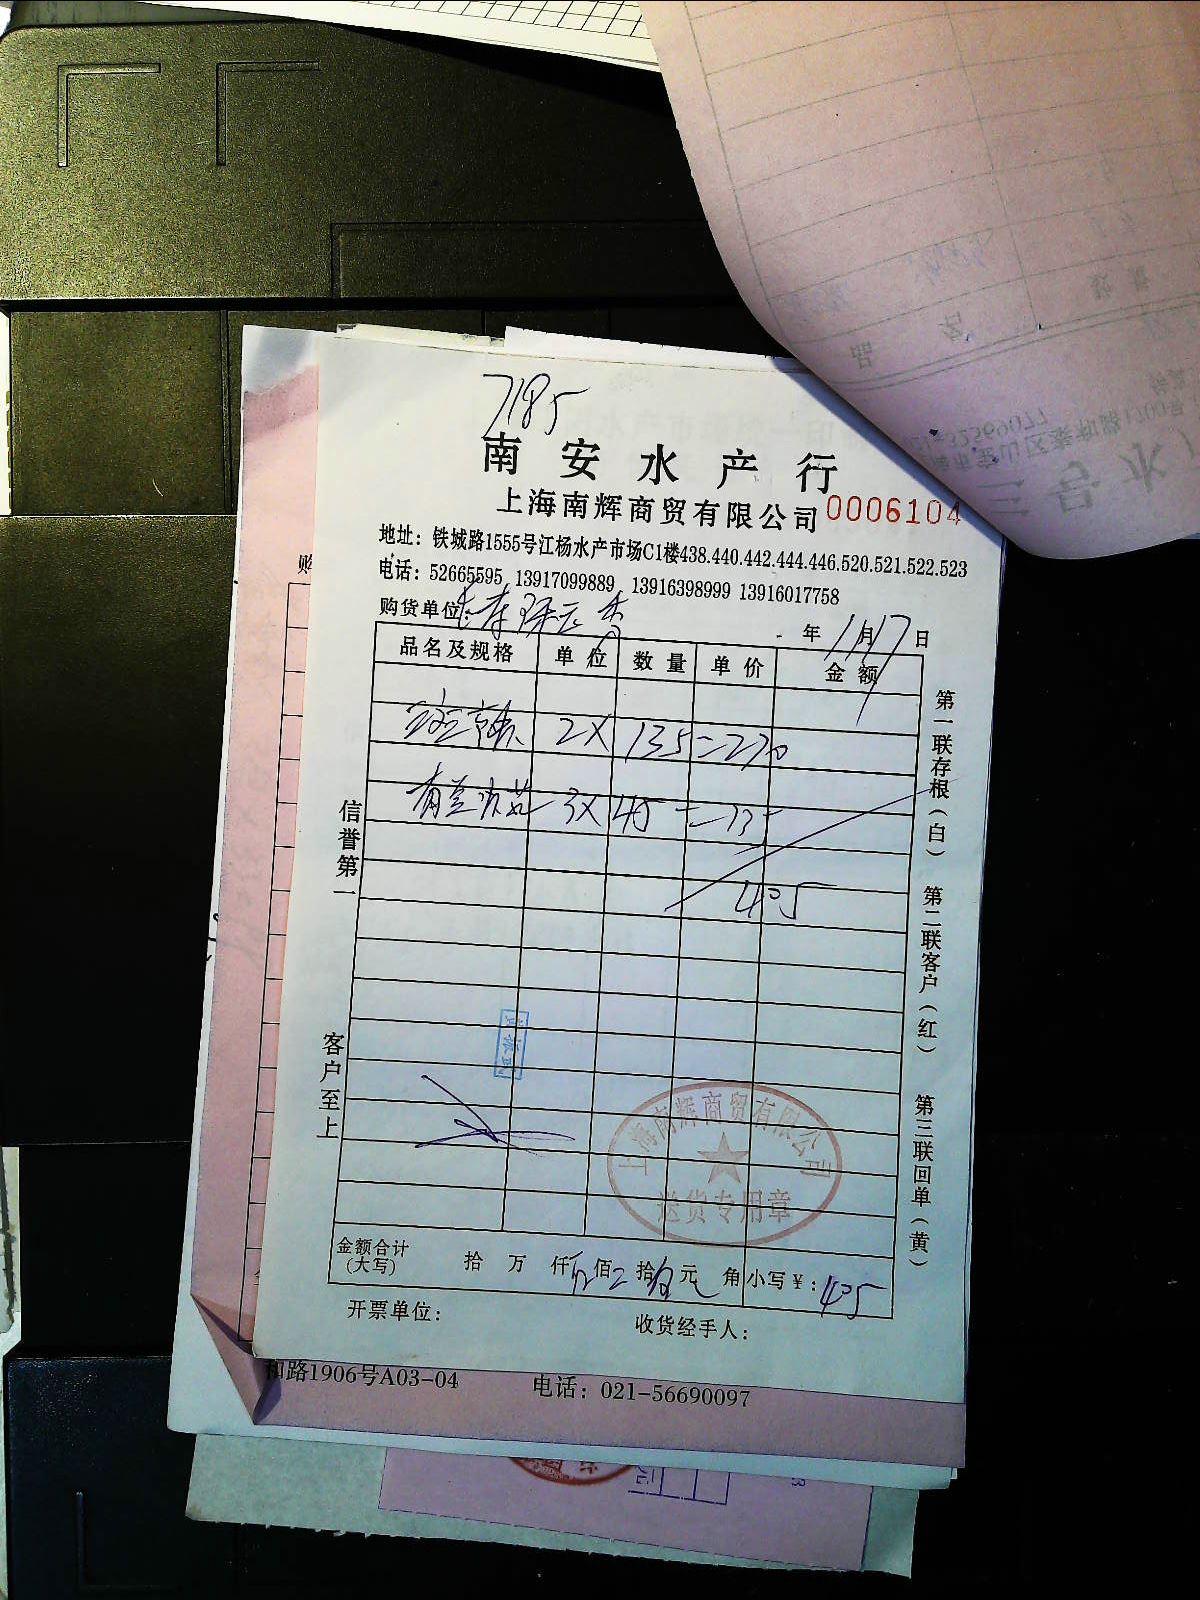 7185
南安水产行
上海南辉商贸有限公司 0006104
地址：铁城路1555号江杨水产市场C1楼438.440.442.444.446.520.521.522.523
电话：52665595 13917099889 13916398999 13916017758
购货单位
年 1月17日
品名及规格 单位 数量 单价 金额
2X 135=270
3X 45=135
405
信誉第一
客户至上
第一联存根（白） 第二联客户（红） 第三联回单（黄）
上海南辉商贸有限公司
送货专用章
金额合计（大写） 拾 万 仟 佰 拾 元 角 小写￥：405
开票单位： 收货经手人：
和路1906号A03-04 电话：021-56690097